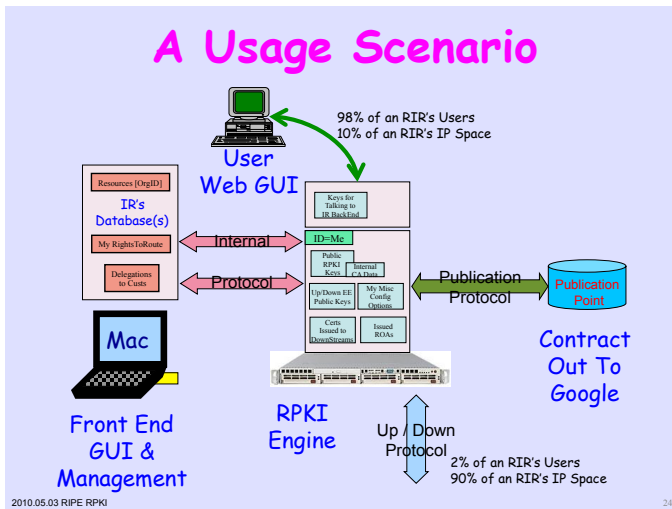 A Usage Scenario
98% of an RIR's Users
10% of an RIR's IP Space
User
Web GUI
Resources [OrgID]
IR's
Database(s)
My RightsToRoute
Delegations
to Custs
Internal
Protocol
Keys for
Talking to
IR BackEnd
ID=Me
Public
RPKI
Keys
Internal
CA Data
Up/Down EE
Public Keys
My Misc
Config
Options
Certs
Issued to
DownStreams
Issued
ROAs
Publication
Protocol
Publication
Point
Contract
Out To
Google
Mac
Front End
GUI &
Management
RPKI
Engine
Up / Down
Protocol
2% of an RIR's Users
90% of an RIR's IP Space
2010.05.03 RIPE RPKI
24